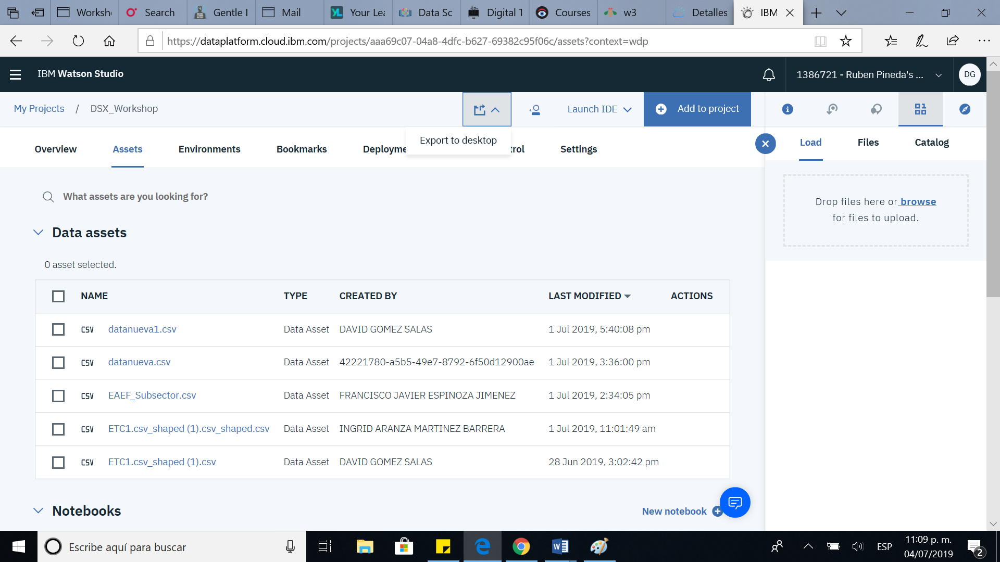 Worksh
Search
Gentle I
Mail
Your Lea
Data Sc
Digital T
Courses
w3
Detalles
IBM
https://dataplatform.cloud.ibm.com/projects/aaa69c07-04a8-4dfc-b627-69382c95f06c/assets?context=wdp
IBM Watson Studio
1386721 - Ruben Pineda's ...
DG
My Projects / DSX_Workshop
Launch IDE
Add to project
Export to desktop
Overview
Assets
Environments
Bookmarks
Deployme
rol
Settings
Load
Files
Catalog
What assets are you looking for?
Drop files here or browse
for files to upload.
Data assets
0 asset selected.
NAME TYPE CREATED BY LAST MODIFIED ACTIONS
CSV datanueva1.csv Data Asset DAVID GOMEZ SALAS 1 Jul 2019, 5:40:08 pm
CSV datanueva.csv Data Asset 42221780-a5b5-49e7-8792-6f50d12900ae 1 Jul 2019, 3:36:00 pm
CSV EAEF_Subsector.csv Data Asset FRANCISCO JAVIER ESPINOZA JIMENEZ 1 Jul 2019, 2:34:05 pm
CSV ETC1.csv_shaped (1).csv_shaped.csv Data Asset INGRID ARANZA MARTINEZ BARRERA 1 Jul 2019, 11:01:49 am
CSV ETC1.csv_shaped (1).csv Data Asset DAVID GOMEZ SALAS 28 Jun 2019, 3:02:42 pm
Notebooks
New notebook
Escribe aquí para buscar
ESP
11:09 p. m.
04/07/2019
2